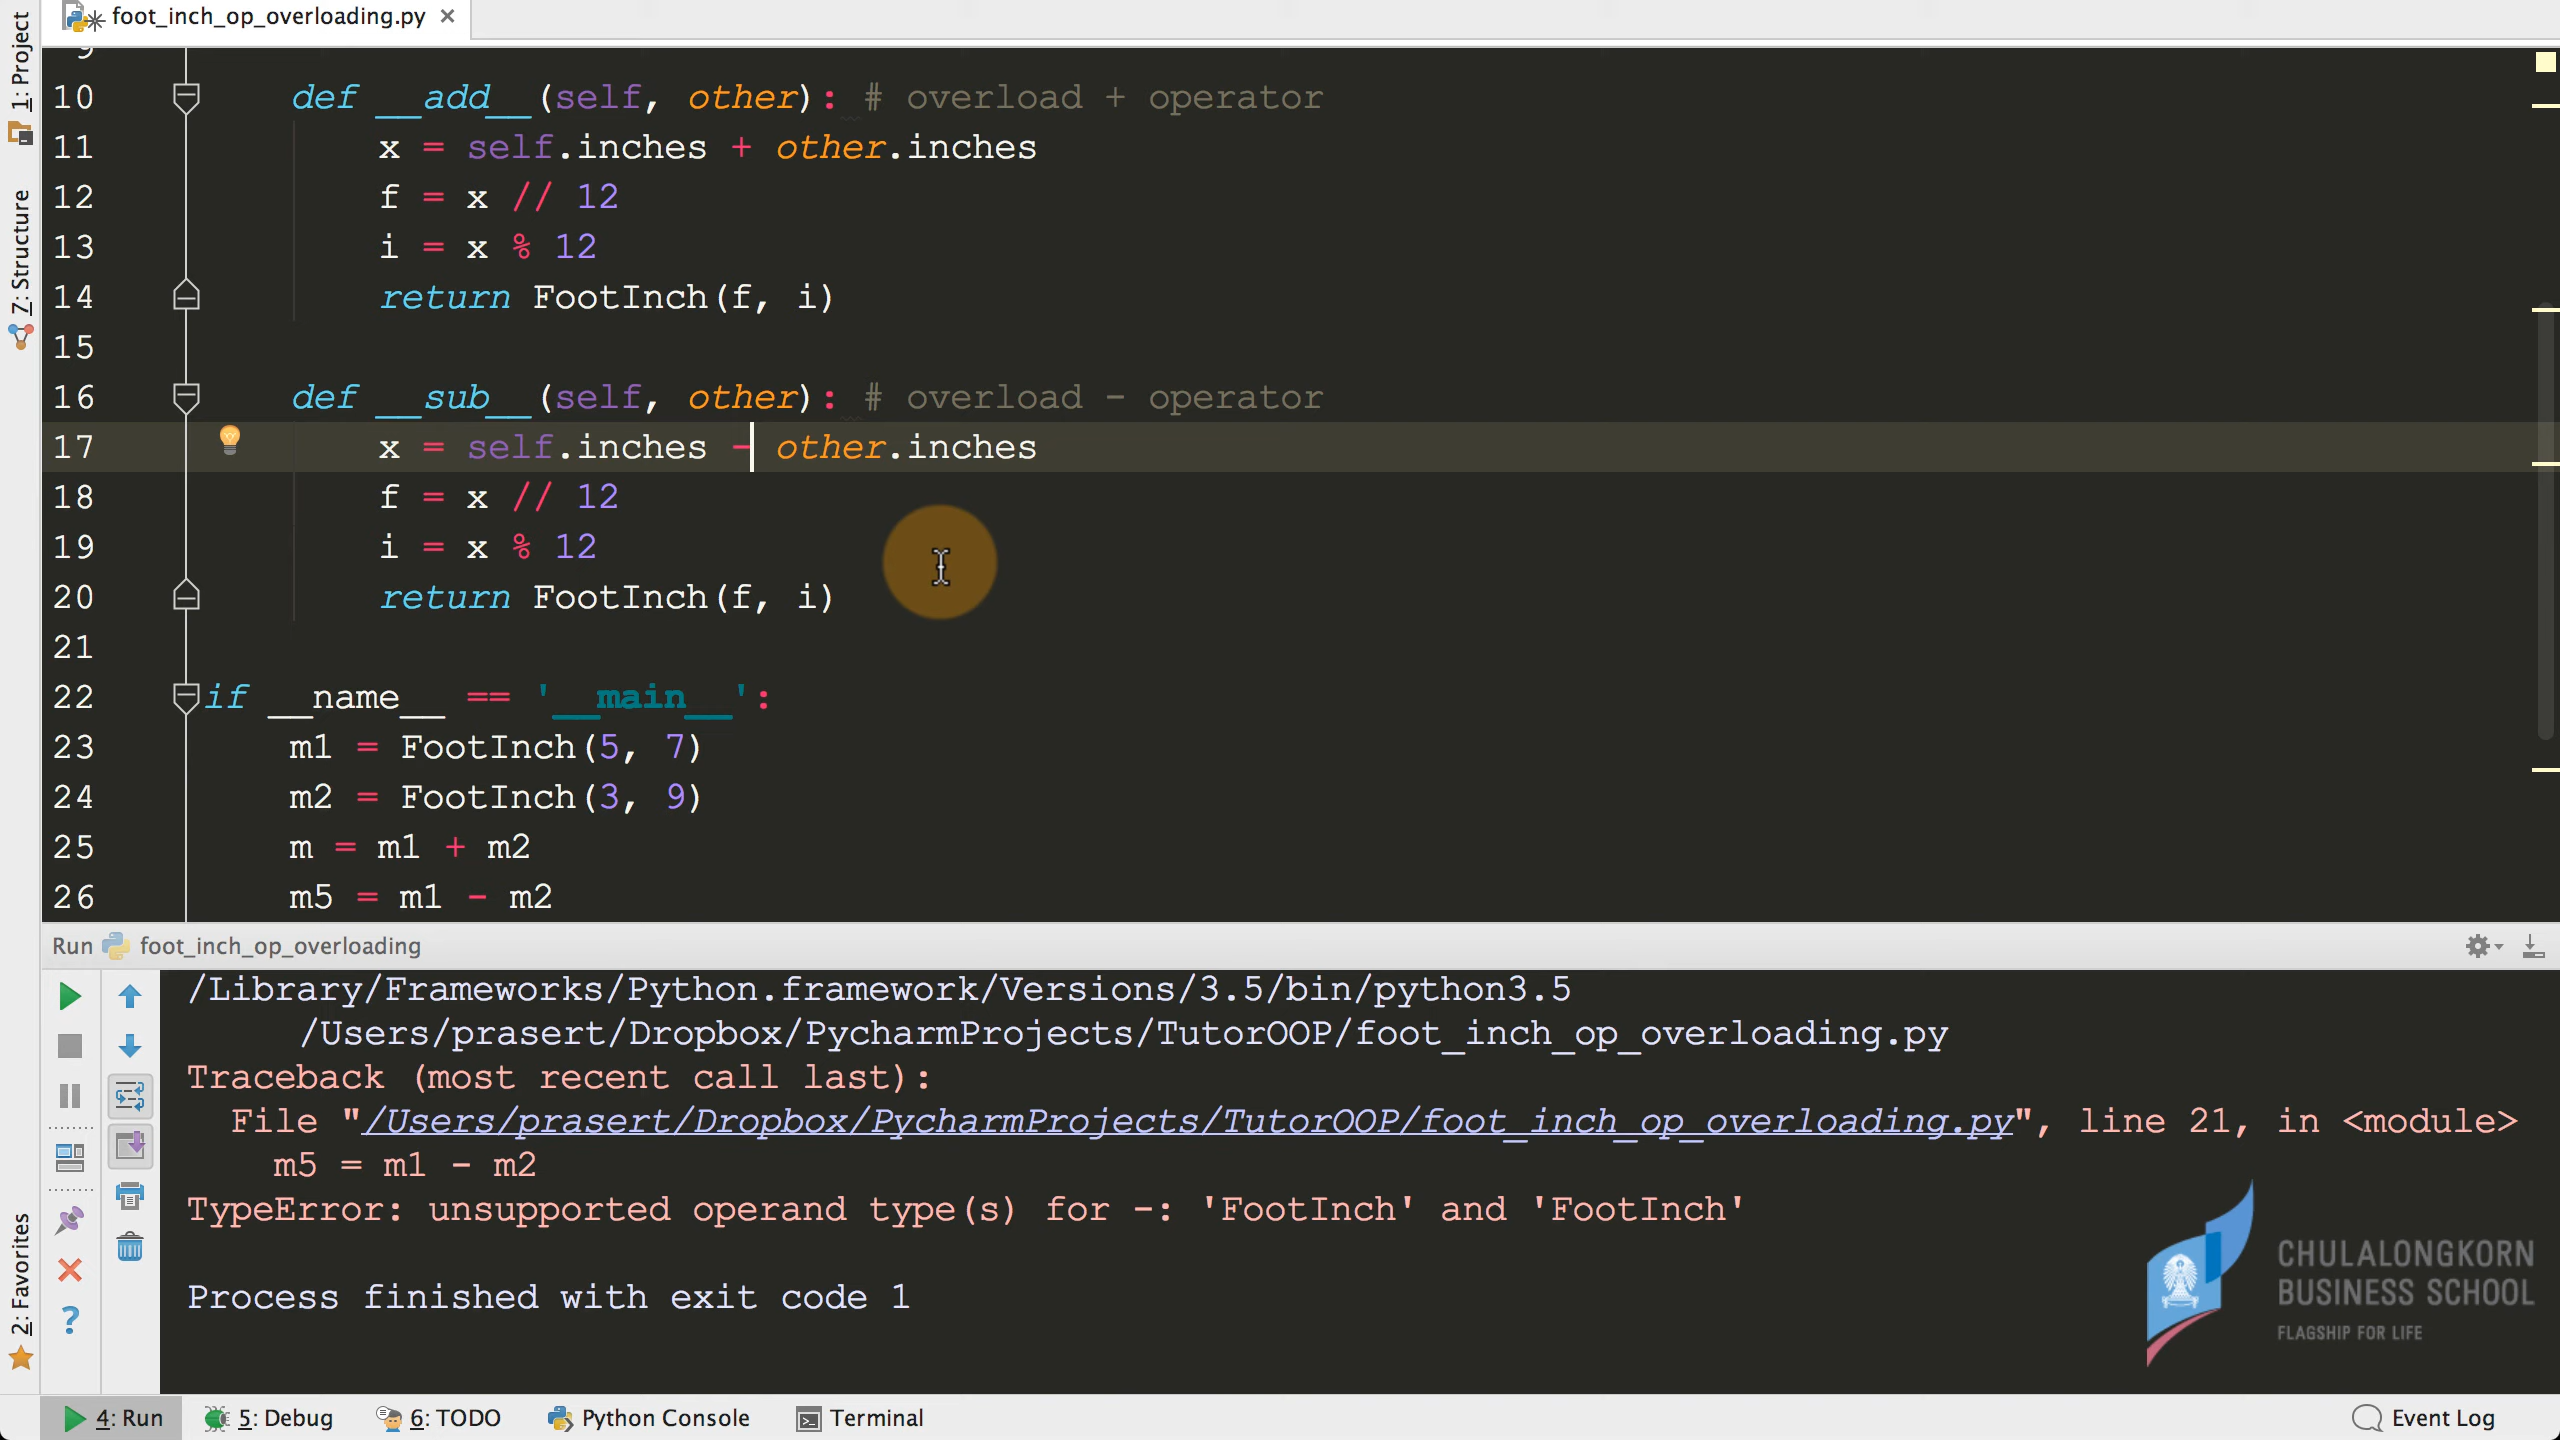 foot_inch_op_overloading.py
1: Project
7: Structure
2: Favorites
9
10 def __add__(self, other): # overload + operator
11 x = self.inches + other.inches
12 f = x // 12
13 i = x % 12
14 return FootInch(f, i)
15
16 def __sub__(self, other): # overload - operator
17 x = self.inches - other.inches
18 f = x // 12
19 i = x % 12
20 return FootInch(f, i)
21
22 if __name__ == '__main__':
23 m1 = FootInch(5, 7)
24 m2 = FootInch(3, 9)
25 m = m1 + m2
26 m5 = m1 - m2
Run foot_inch_op_overloading
/Library/Frameworks/Python.framework/Versions/3.5/bin/python3.5
/Users/prasert/Dropbox/PycharmProjects/TutorOOP/foot_inch_op_overloading.py
Traceback (most recent call last):
File "/Users/prasert/Dropbox/PycharmProjects/TutorOOP/foot_inch_op_overloading.py", line 21, in <module>
m5 = m1 - m2
TypeError: unsupported operand type(s) for -: 'FootInch' and 'FootInch'
Process finished with exit code 1
CHULALONGKORN
BUSINESS SCHOOL
FLAGSHIP FOR LIFE
4: Run 5: Debug 6: TODO Python Console Terminal Event Log